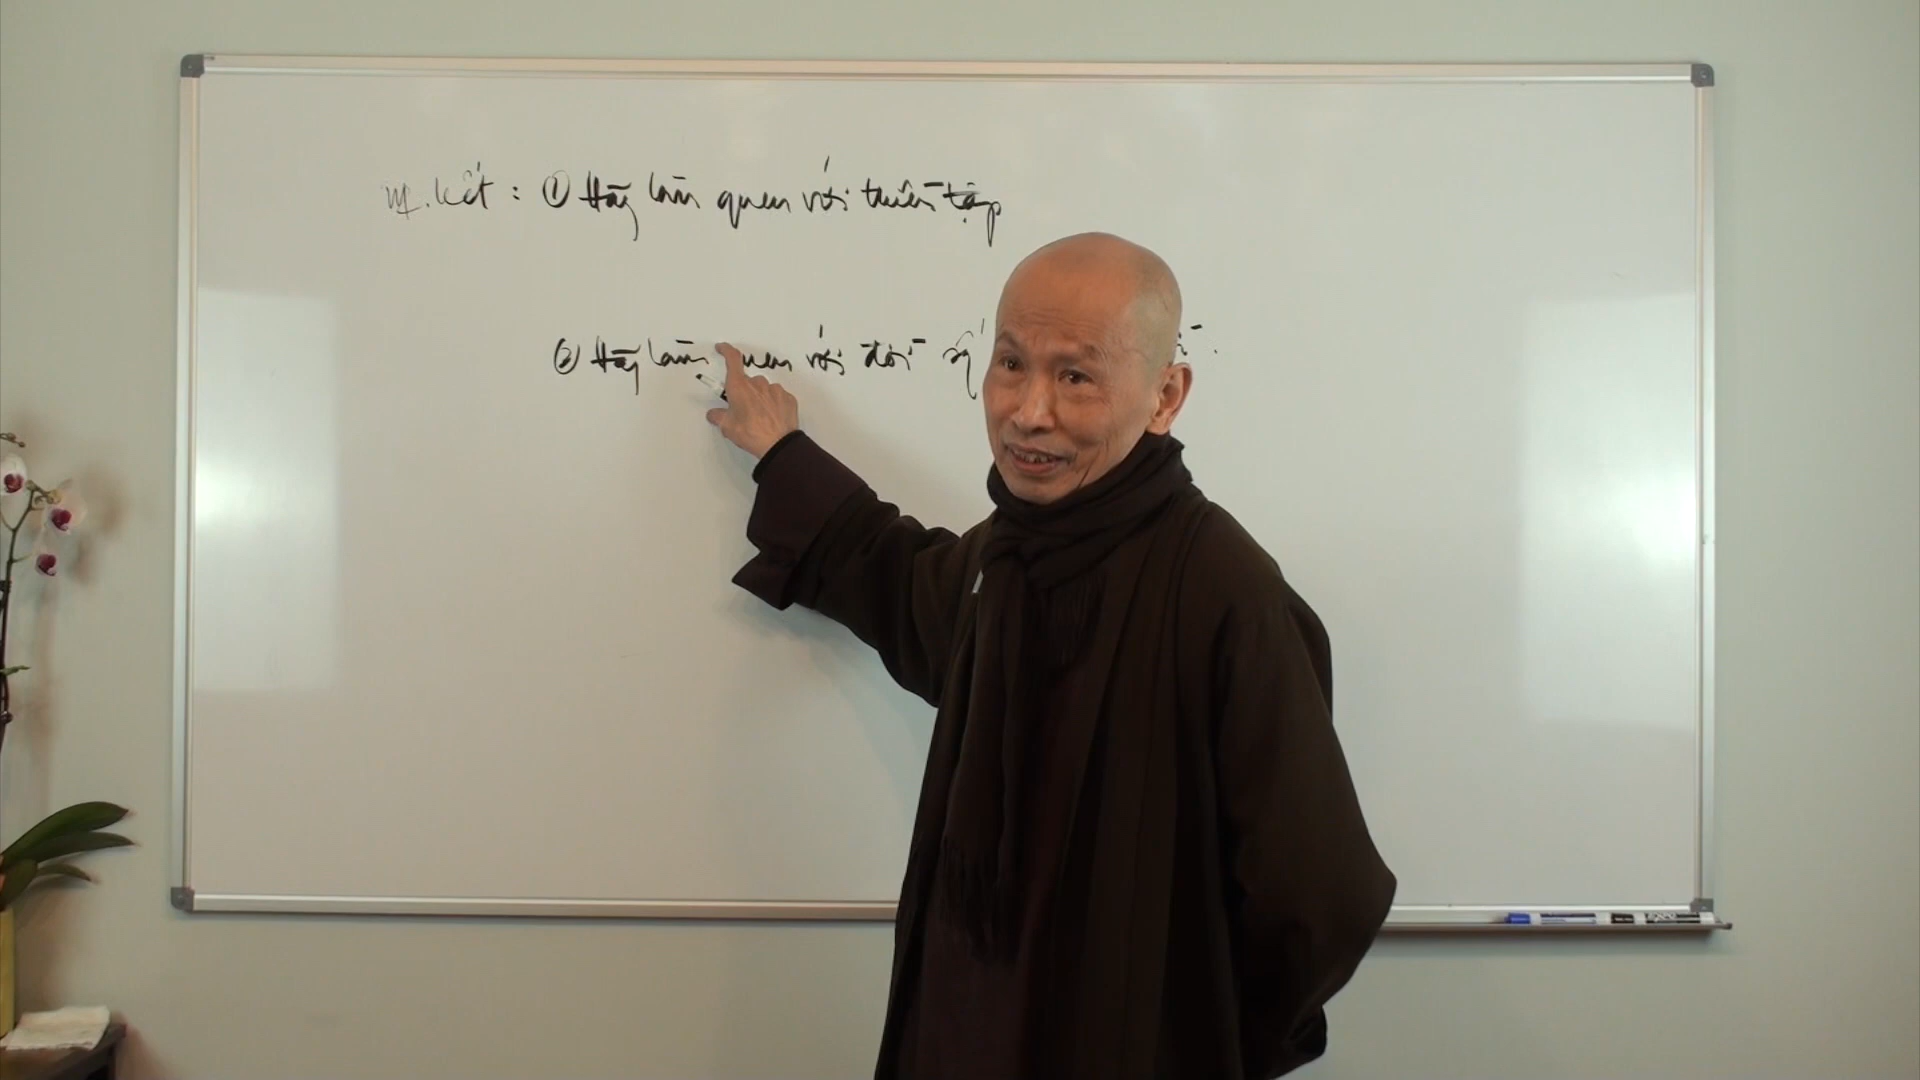 kết : ① Hãy làm quen với thiền tập
② Hãy làm quen với đời